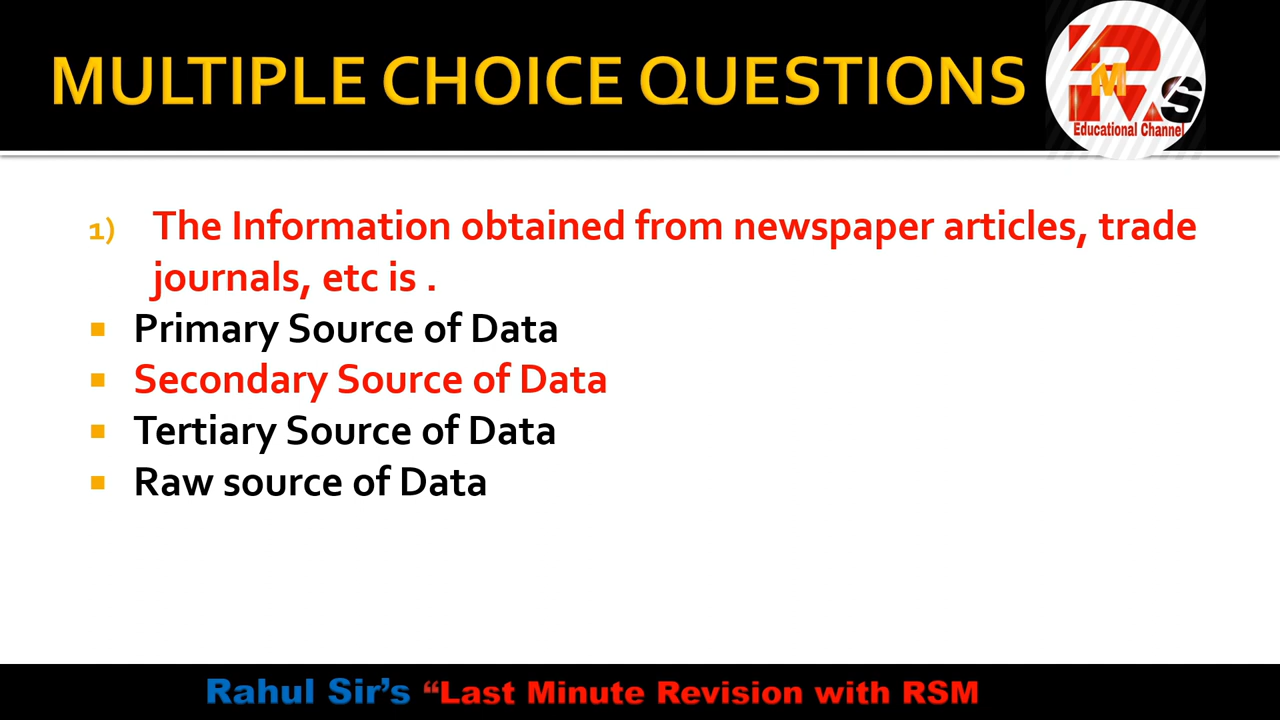 MULTIPLE CHOICE QUESTIONS
RMS
Educational Channel
1) The Information obtained from newspaper articles, trade
journals, etc is .
Primary Source of Data
Secondary Source of Data
Tertiary Source of Data
Raw source of Data
Rahul Sir’s “Last Minute Revision with RSM